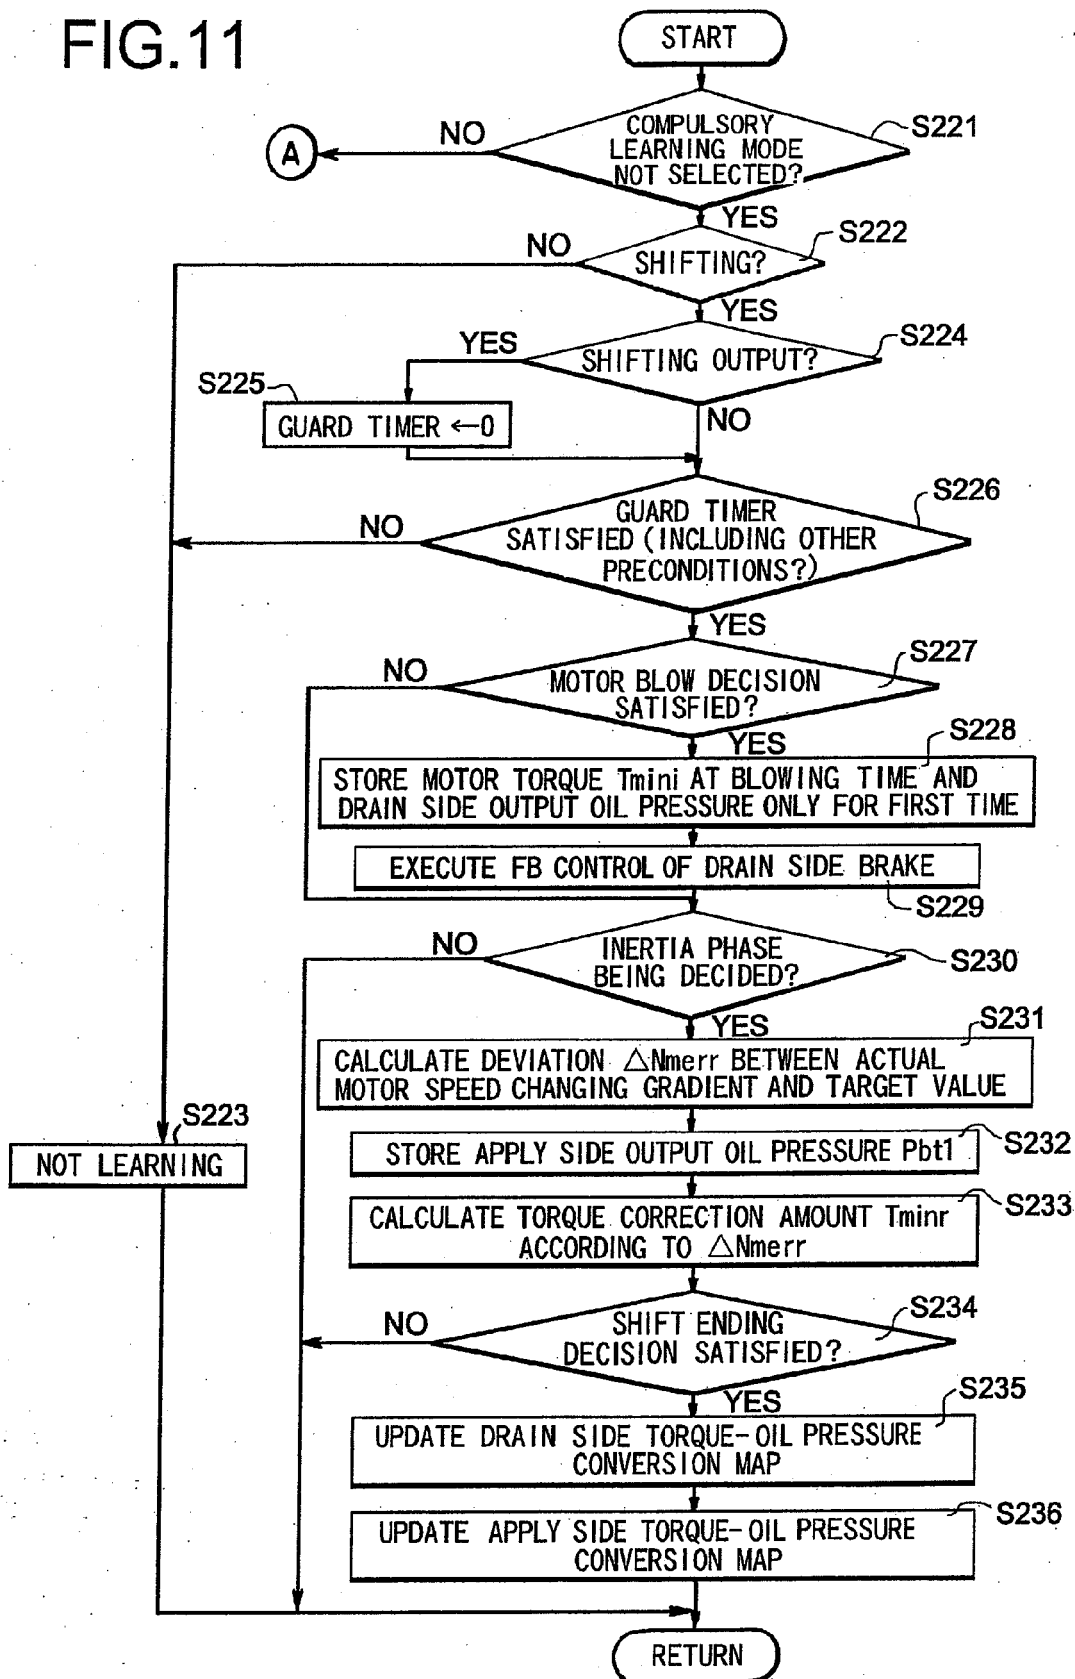 FIG.11
START
COMPULSORY
LEARNING MODE
NOT SELECTED?
S221
NO
A
YES
S222
NO
SHIFTING?
YES
S224
YES
SHIFTING OUTPUT?
S225
GUARD TIMER ←0
NO
S226
GUARD TIMER
SATISFIED (INCLUDING OTHER
PRECONDITIONS?)
NO
YES
S227
NO
MOTOR BLOW DECISION
SATISFIED?
YES
S228
STORE MOTOR TORQUE Tmini AT BLOWING TIME AND
DRAIN SIDE OUTPUT OIL PRESSURE ONLY FOR FIRST TIME
EXECUTE FB CONTROL OF DRAIN SIDE BRAKE
S229
NO
INERTIA PHASE
BEING DECIDED?
S230
YES
S231
CALCULATE DEVIATION △Nmerr BETWEEN ACTUAL
MOTOR SPEED CHANGING GRADIENT AND TARGET VALUE
S223
NOT LEARNING
STORE APPLY SIDE OUTPUT OIL PRESSURE Pbt1
S232
CALCULATE TORQUE CORRECTION AMOUNT Tminr
ACCORDING TO △Nmerr
S233
NO
SHIFT ENDING
DECISION SATISFIED?
S234
YES
S235
UPDATE DRAIN SIDE TORQUE-OIL PRESSURE
CONVERSION MAP
S236
UPDATE APPLY SIDE TORQUE-OIL PRESSURE
CONVERSION MAP
RETURN